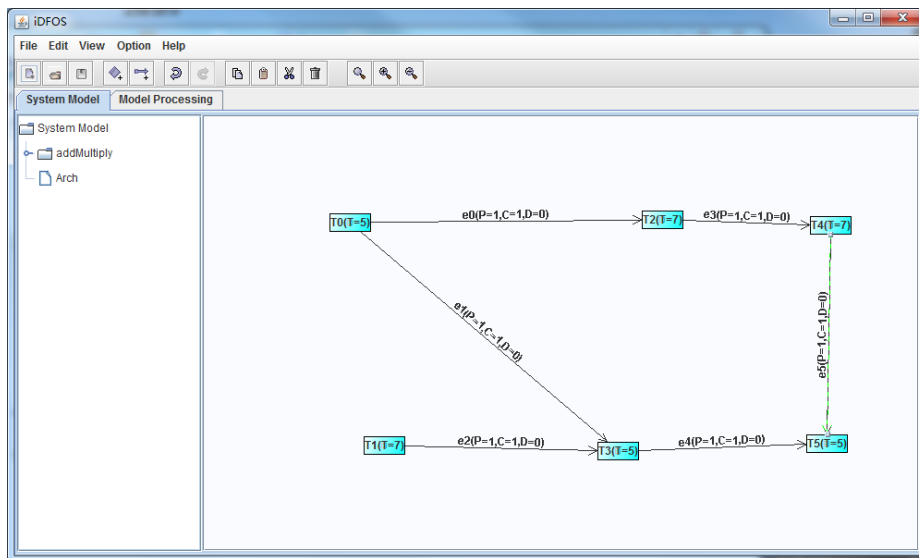 iDFOS
File Edit View Option Help
System Model Model Processing
System Model
addMultiply
Arch
T0(T=5)
e0(P=1,C=1,D=0)
T2(T=7)
e3(P=1,C=1,D=0)
T4(T=7)
e1(P=1,C=1,D=0)
e5(P=1,C=1,D=0)
T1(T=7)
e2(P=1,C=1,D=0)
T3(T=5)
e4(P=1,C=1,D=0)
T5(T=5)